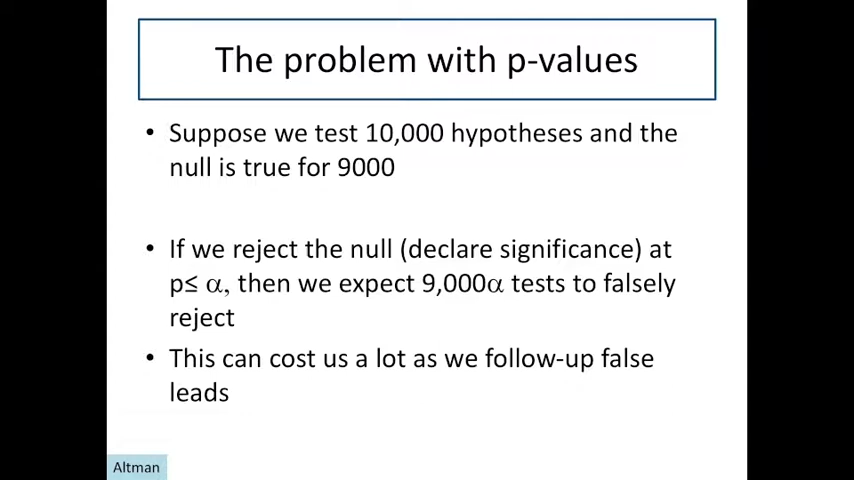 The problem with p-values
• Suppose we test 10,000 hypotheses and the
null is true for 9000
• If we reject the null (declare significance) at
p≤ α, then we expect 9,000α tests to falsely
reject
• This can cost us a lot as we follow-up false
leads
Altman